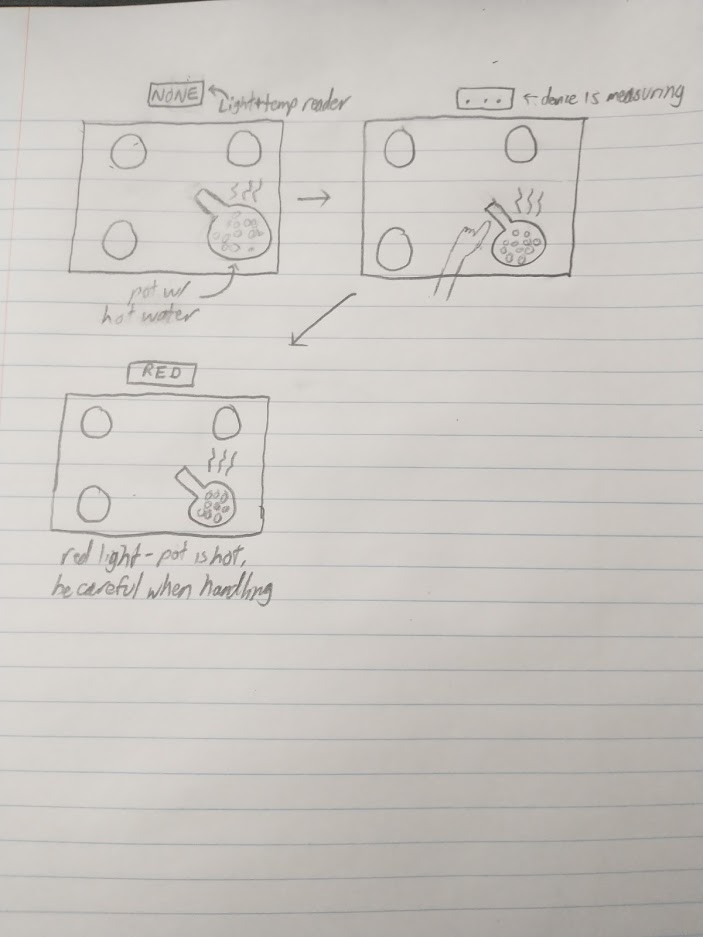 NONE
Light+temp reader
. . .
device is measuring
pot w/
hot water
RED
red light - pot is hot,
be careful when handling